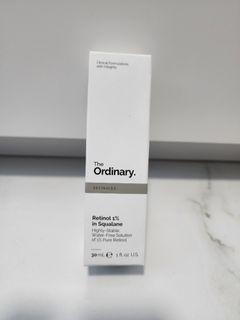 Clinical Formulations
with Integrity.
The
Ordinary.
RETINOIDS
Retinol 1%
in Squalane
Highly-Stable,
Water-Free Solution
of 1% Pure Retinol
30 mL ℮ 1 fl. oz. U.S.